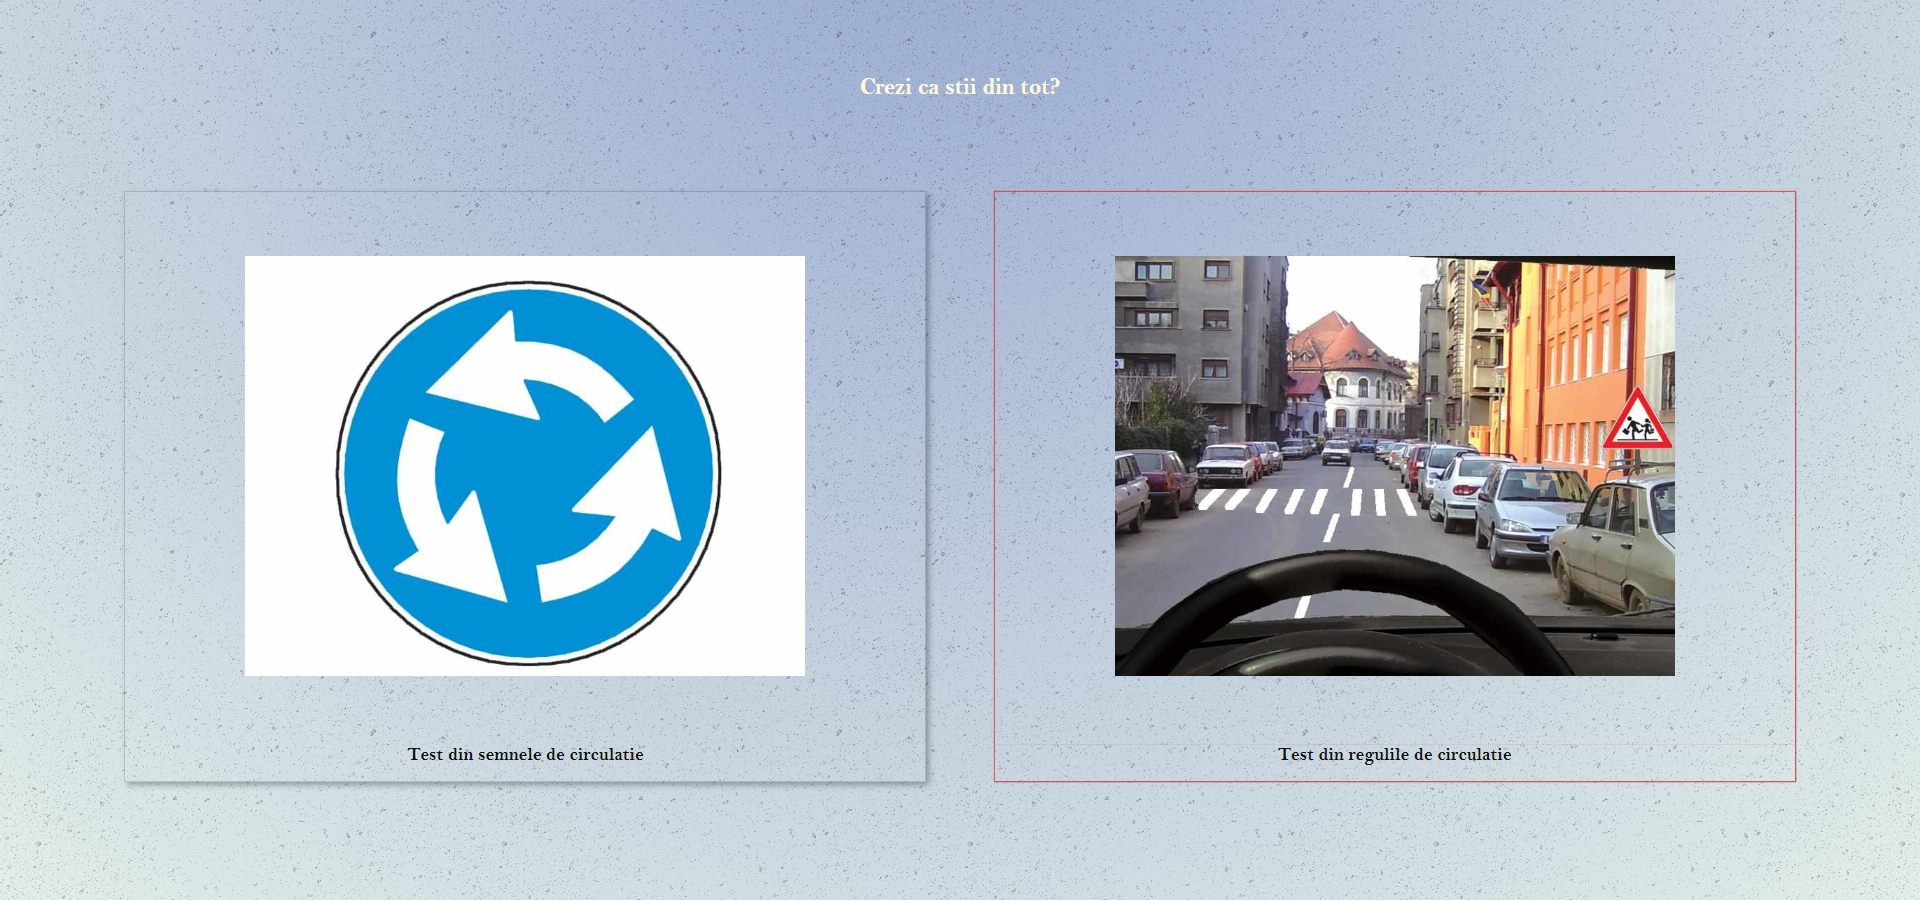 Crezi ca stii din tot?
Test din semnele de circulatie
Test din regulile de circulatie